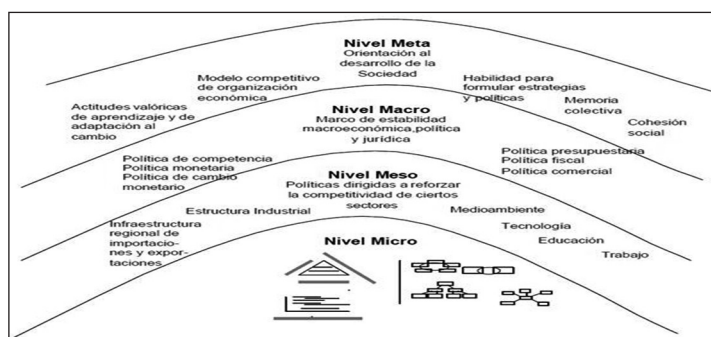 Nivel Meta
Orientación al
desarrollo de la
Sociedad
Modelo competitivo
de organización
económica
Habilidad para
formular estrategias
y políticas
Actitudes valóricas
de aprendizaje y de
adaptación al
cambio
Memoria
colectiva
Cohesión
social
Nivel Macro
Marco de estabilidad
macroeconómica,política
y jurídica
Política de competencia
Política monetaria
Política de cambio
monetario
Política presupuestaria
Política fiscal
Política comercial
Nivel Meso
Políticas dirigidas a reforzar
la competitividad de ciertos
sectores
Estructura Industrial
Medioambiente
Infraestructura
regional de
importacio-
nes y expor-
taciones
Tecnología
Educación
Trabajo
Nivel Micro